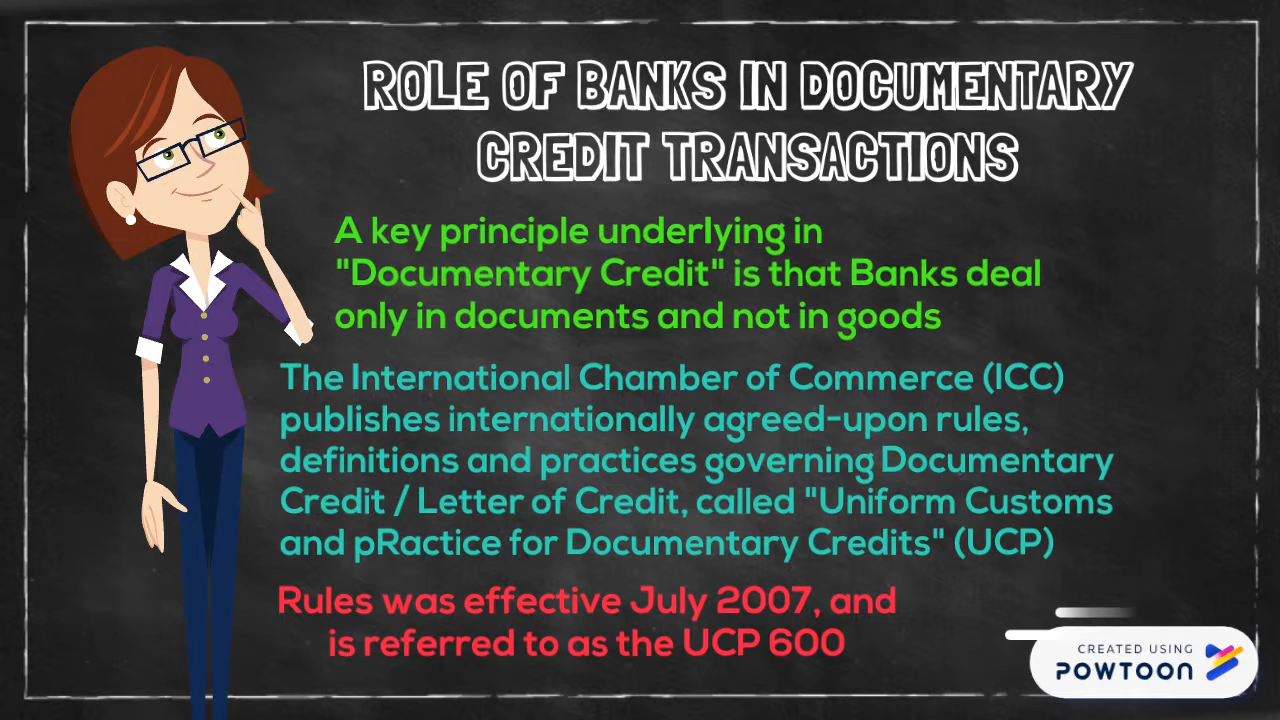 ROLE OF BANKS IN DOCUMENTARY
CREDIT TRANSACTIONS
A key principle underlying in
"Documentary Credit" is that Banks deal
only in documents and not in goods
The International Chamber of Commerce (ICC)
publishes internationally agreed-upon rules,
definitions and practices governing Documentary
Credit / Letter of Credit, called "Uniform Customs
and pRactice for Documentary Credits" (UCP)
Rules was effective July 2007, and
is referred to as the UCP 600
CREATED USING
POWTOON